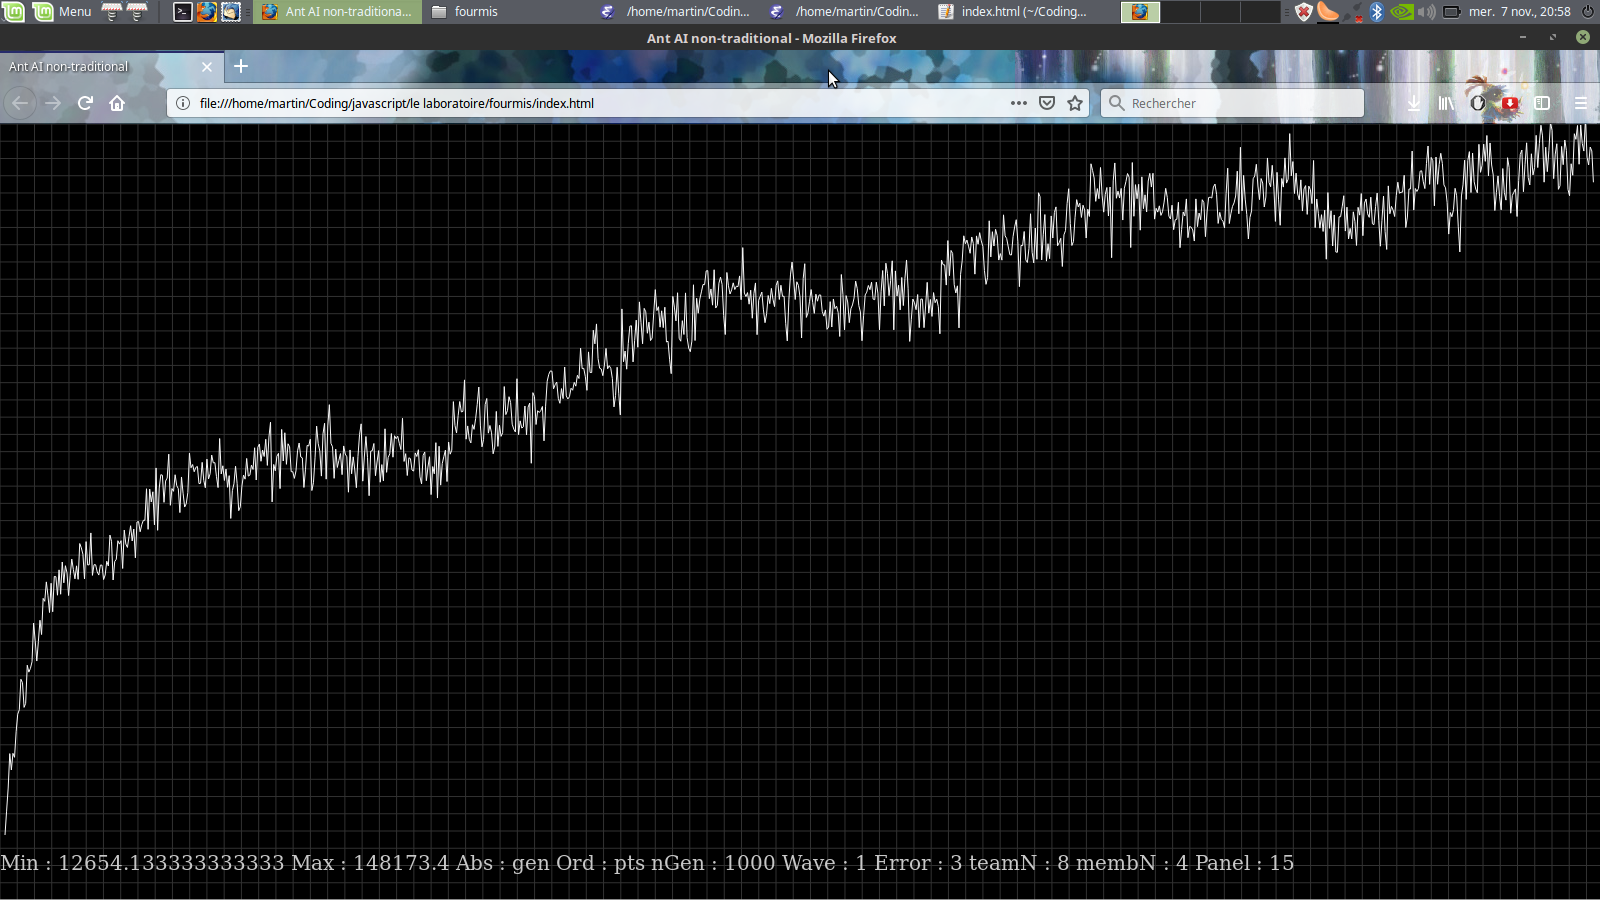 Menu Ant AI non-traditiona... fourmis /home/martin/Codin... /home/martin/Codin... index.html (~/Coding... mer. 7 nov., 20:58
Ant AI non-traditional - Mozilla Firefox
Ant AI non-traditional
file:///home/martin/Coding/javascript/le laboratoire/fourmis/index.html Rechercher
Min : 12654.133333333333 Max : 148173.4 Abs : gen Ord : pts nGen : 1000 Wave : 1 Error : 3 teamN : 8 membN : 4 Panel : 15